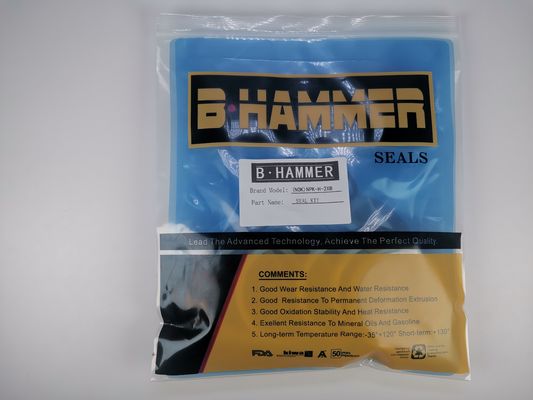 B·HAMMER
SEALS
B·HAMMER
Brand Model: (NOK)NPK-H-2XB
Part Name: SEAL KIT
Lead The Advanced Technology, Achieve The Perfect Quality.
COMMENTS:
1. Good Wear Resistance And Water Resistance
2. Good Resistance To Permanent Deformation Extrusion
3. Good Oxidation Stability And Heat Resistance
4. Exellent Resistance To Mineral Oils And Gasoline
5. Long-term Temperature Range:-35°+120° Short-term:+130°
FDA kiwa 50